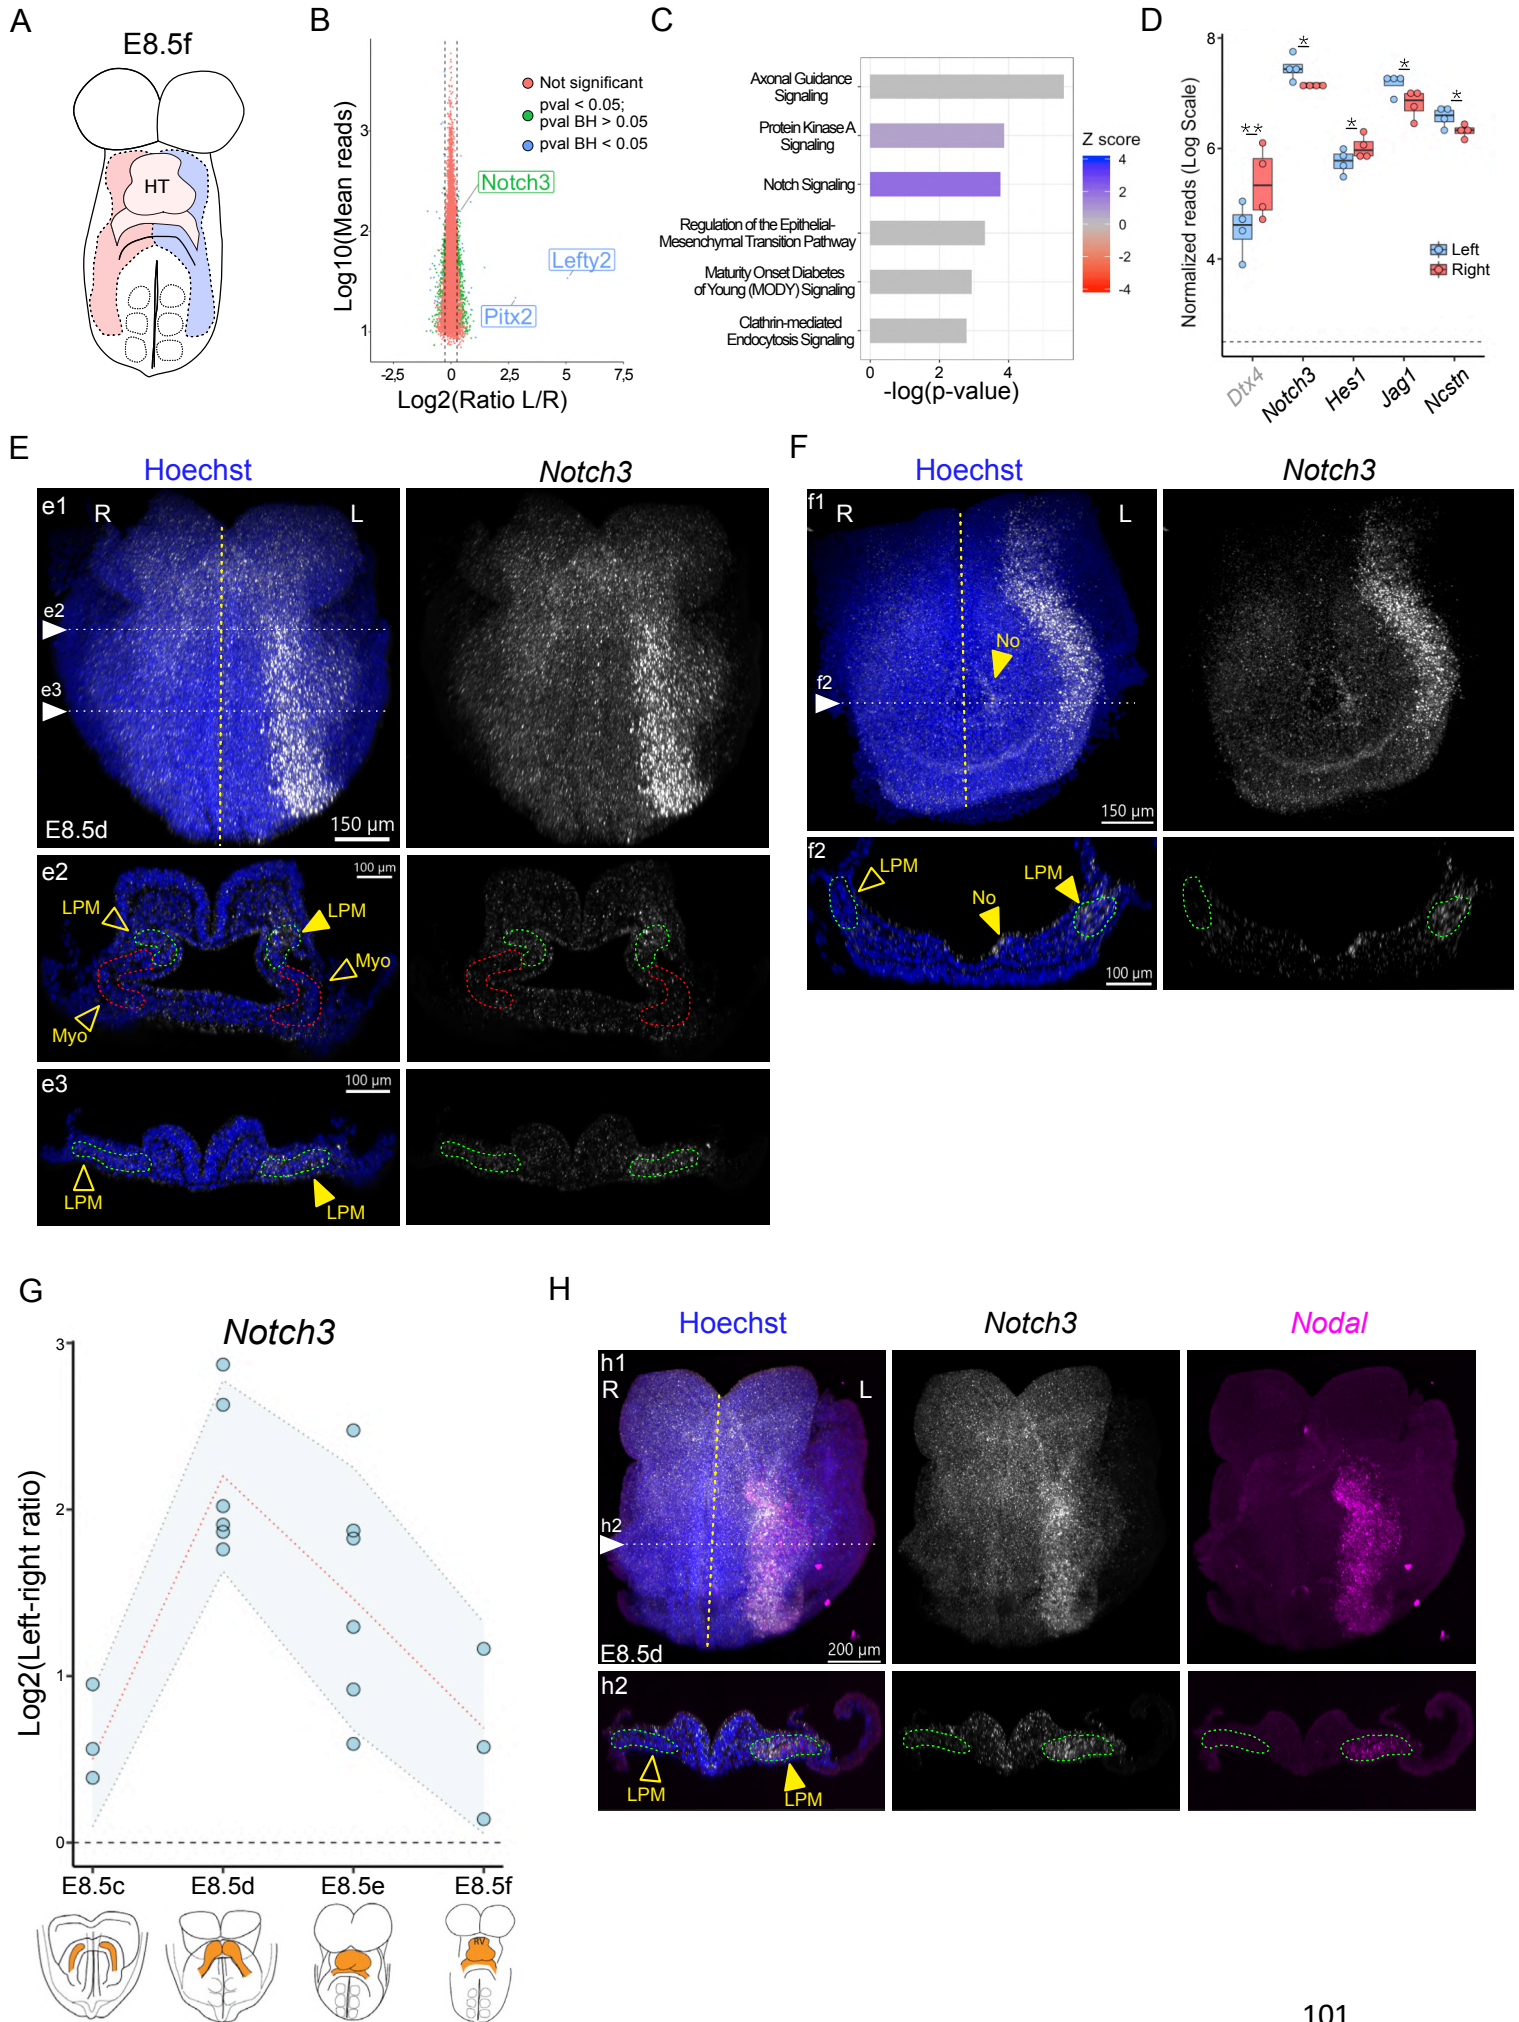 A
E8.5f
HT
B
Log10(Mean reads)
3
2
1
Not significant
pval < 0.05;
pval BH > 0.05
pval BH < 0.05
Notch3
Lefty2
Pitx2
-2,5
0
2,5
5
7,5
Log2(Ratio L/R)
C
Axonal Guidance
Signaling
Protein Kinase A
Signaling
Notch Signaling
Regulation of the Epithelial-
Mesenchymal Transition Pathway
Maturity Onset Diabetes
of Young (MODY) Signaling
Clathrin-mediated
Endocytosis Signaling
0
2
4
-log(p-value)
Z score
4
2
0
-2
-4
D
Normalized reads (Log Scale)
8
6
4
**
*
*
*
*
Left
Right
Dtx4
Notch3
Hes1
Jag1
Ncstn
E
Hoechst
Notch3
e1
R
L
e2
e3
E8.5d
150 µm
e2
100 µm
LPM
LPM
Myo
Myo
e3
100 µm
LPM
LPM
F
Hoechst
Notch3
f1
R
L
No
f2
150 µm
f2
LPM
LPM
No
100 µm
G
Notch3
Log2(Left-right ratio)
3
2
1
0
E8.5c
E8.5d
E8.5e
E8.5f
RV
H
Hoechst
Notch3
Nodal
h1
R
L
h2
E8.5d
200 µm
h2
LPM
LPM
101